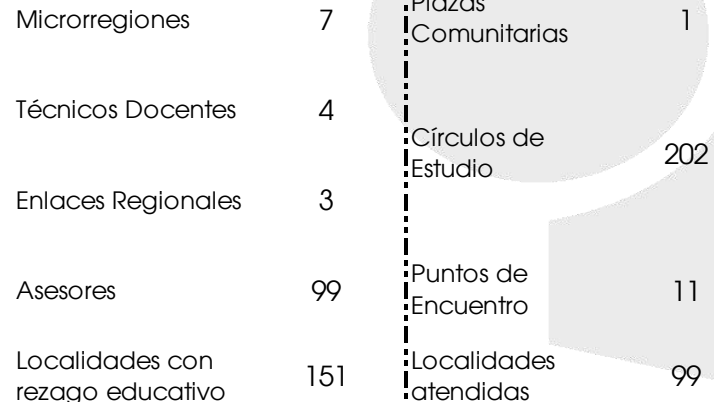 Microrregiones 7
Técnicos Docentes 4
Enlaces Regionales 3
Asesores 99
Localidades con
rezago educativo 151
Plazas
Comunitarias 1
Círculos de
Estudio 202
Puntos de
Encuentro 11
Localidades
atendidas 99